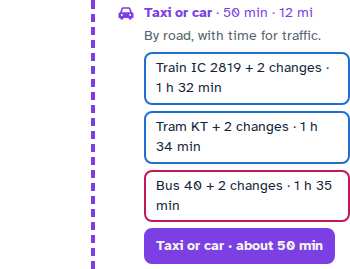 Taxi or car · 50 min · 12 mi
By road, with time for traffic.
Train IC 2819 + 2 changes ·
1 h 32 min
Tram KT + 2 changes · 1 h
34 min
Bus 40 + 2 changes · 1 h 35
min
Taxi or car · about 50 min